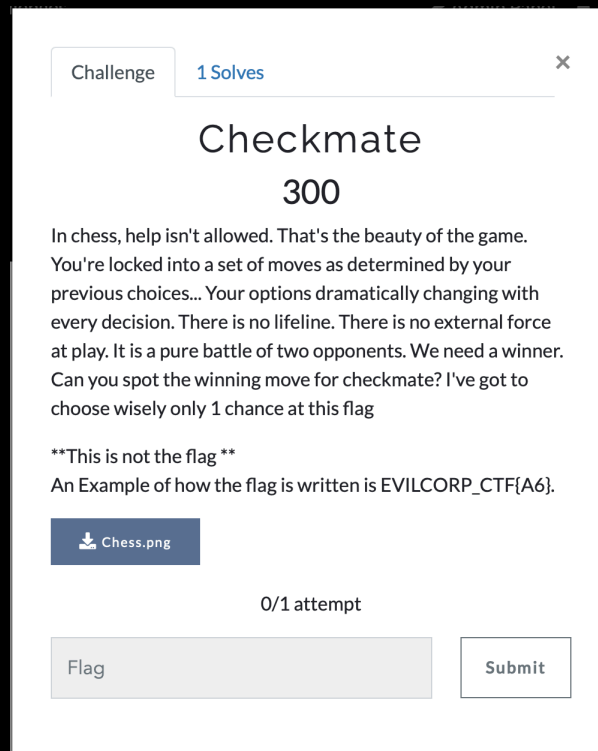 Challenge
1 Solves
×
Checkmate
300
In chess, help isn't allowed. That's the beauty of the game.
You're locked into a set of moves as determined by your
previous choices... Your options dramatically changing with
every decision. There is no lifeline. There is no external force
at play. It is a pure battle of two opponents. We need a winner.
Can you spot the winning move for checkmate? I've got to
choose wisely only 1 chance at this flag
**This is not the flag **
An Example of how the flag is written is EVILCORP_CTF{A6}.
Chess.png
0/1 attempt
Flag
Submit